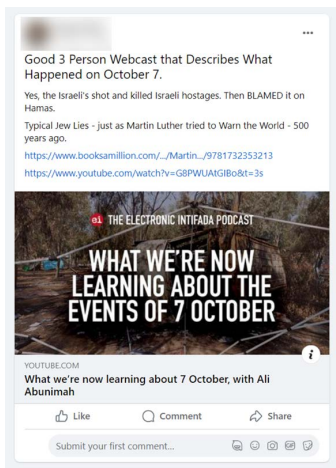 Good 3 Person Webcast that Describes What
Happened on October 7.
Yes, the Israeli's shot and killed Israeli hostages. Then BLAMED it on
Hamas.
Typical Jew Lies - just as Martin Luther tried to Warn the World - 500
years ago.
https://www.booksamillion.com/.../Martin.../9781732353213
https://www.youtube.com/watch?v=G8PWUAtGIBo&t=3s
ei THE ELECTRONIC INTIFADA PODCAST
WHAT WE'RE NOW
LEARNING ABOUT THE
EVENTS OF 7 OCTOBER
YOUTUBE.COM
What we're now learning about 7 October, with Ali
Abunimah
Like Comment Share
Submit your first comment...
GIF